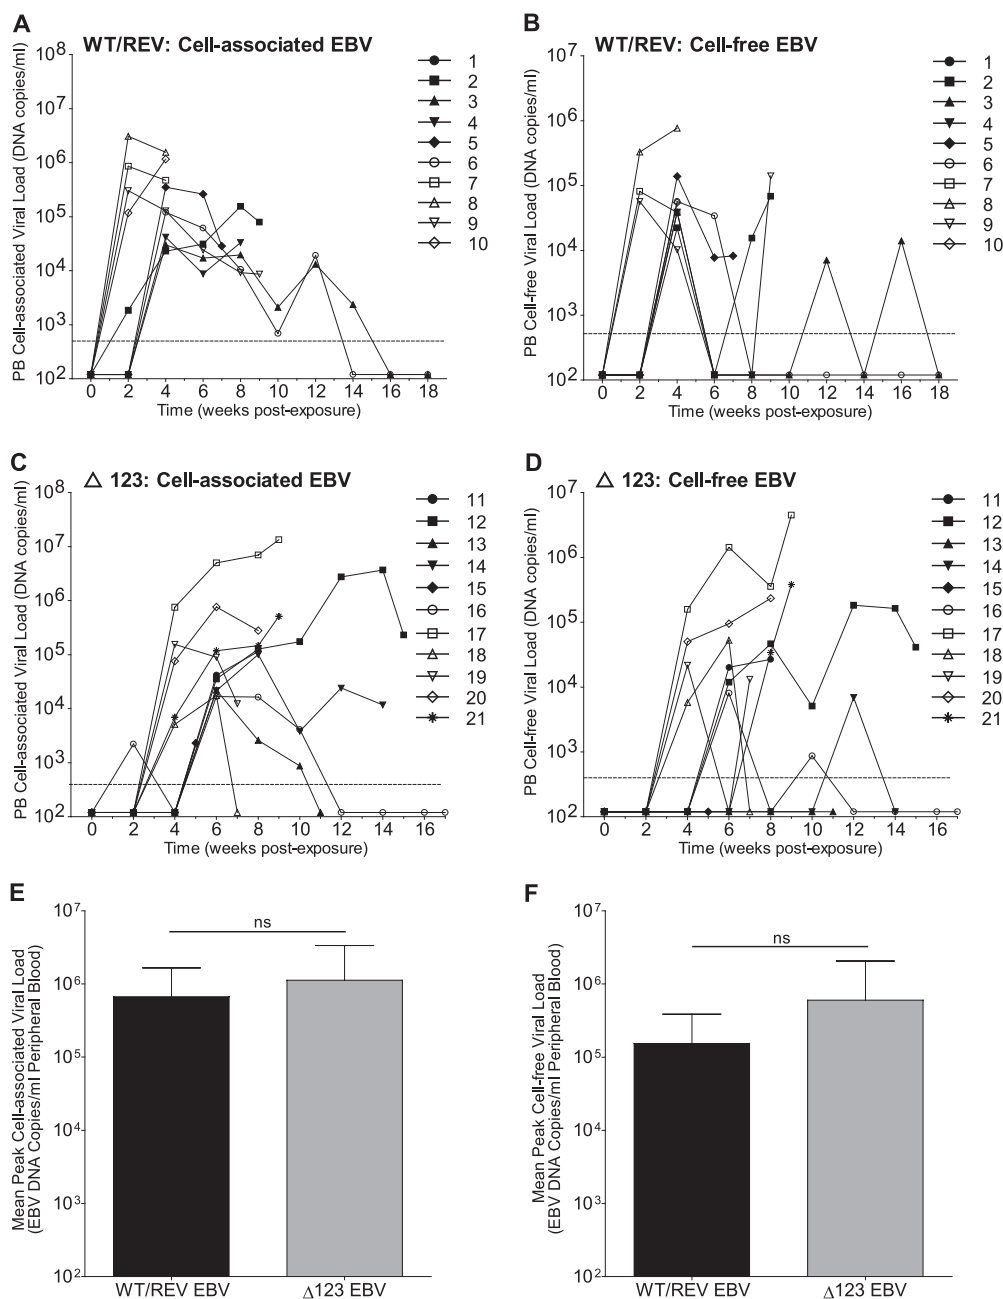 A
WT/REV: Cell-associated EBV
PB Cell-associated Viral Load (DNA copies/ml)
10^8
10^7
10^6
10^5
10^4
10^3
10^2
0 2 4 6 8 10 12 14 16 18
Time (weeks post-exposure)
1
2
3
4
5
6
7
8
9
10
B
WT/REV: Cell-free EBV
PB Cell-free Viral Load (DNA copies/ml)
10^7
10^6
10^5
10^4
10^3
10^2
0 2 4 6 8 10 12 14 16 18
Time (weeks post-exposure)
1
2
3
4
5
6
7
8
9
10
C
△ 123: Cell-associated EBV
PB Cell-associated Viral Load (DNA copies/ml)
10^8
10^7
10^6
10^5
10^4
10^3
10^2
0 2 4 6 8 10 12 14 16
Time (weeks post-exposure)
11
12
13
14
15
16
17
18
19
20
21
D
△ 123: Cell-free EBV
PB Cell-free Viral Load (DNA copies/ml)
10^7
10^6
10^5
10^4
10^3
10^2
0 2 4 6 8 10 12 14 16
Time (weeks post-exposure)
11
12
13
14
15
16
17
18
19
20
21
E
Mean Peak Cell-associated Viral Load
(EBV DNA Copies/ml Peripheral Blood)
10^7
10^6
10^5
10^4
10^3
10^2
ns
WT/REV EBV
Δ123 EBV
F
Mean Peak Cell-free Viral Load
(EBV DNA Copies/ml Peripheral Blood)
10^7
10^6
10^5
10^4
10^3
10^2
ns
WT/REV EBV
Δ123 EBV